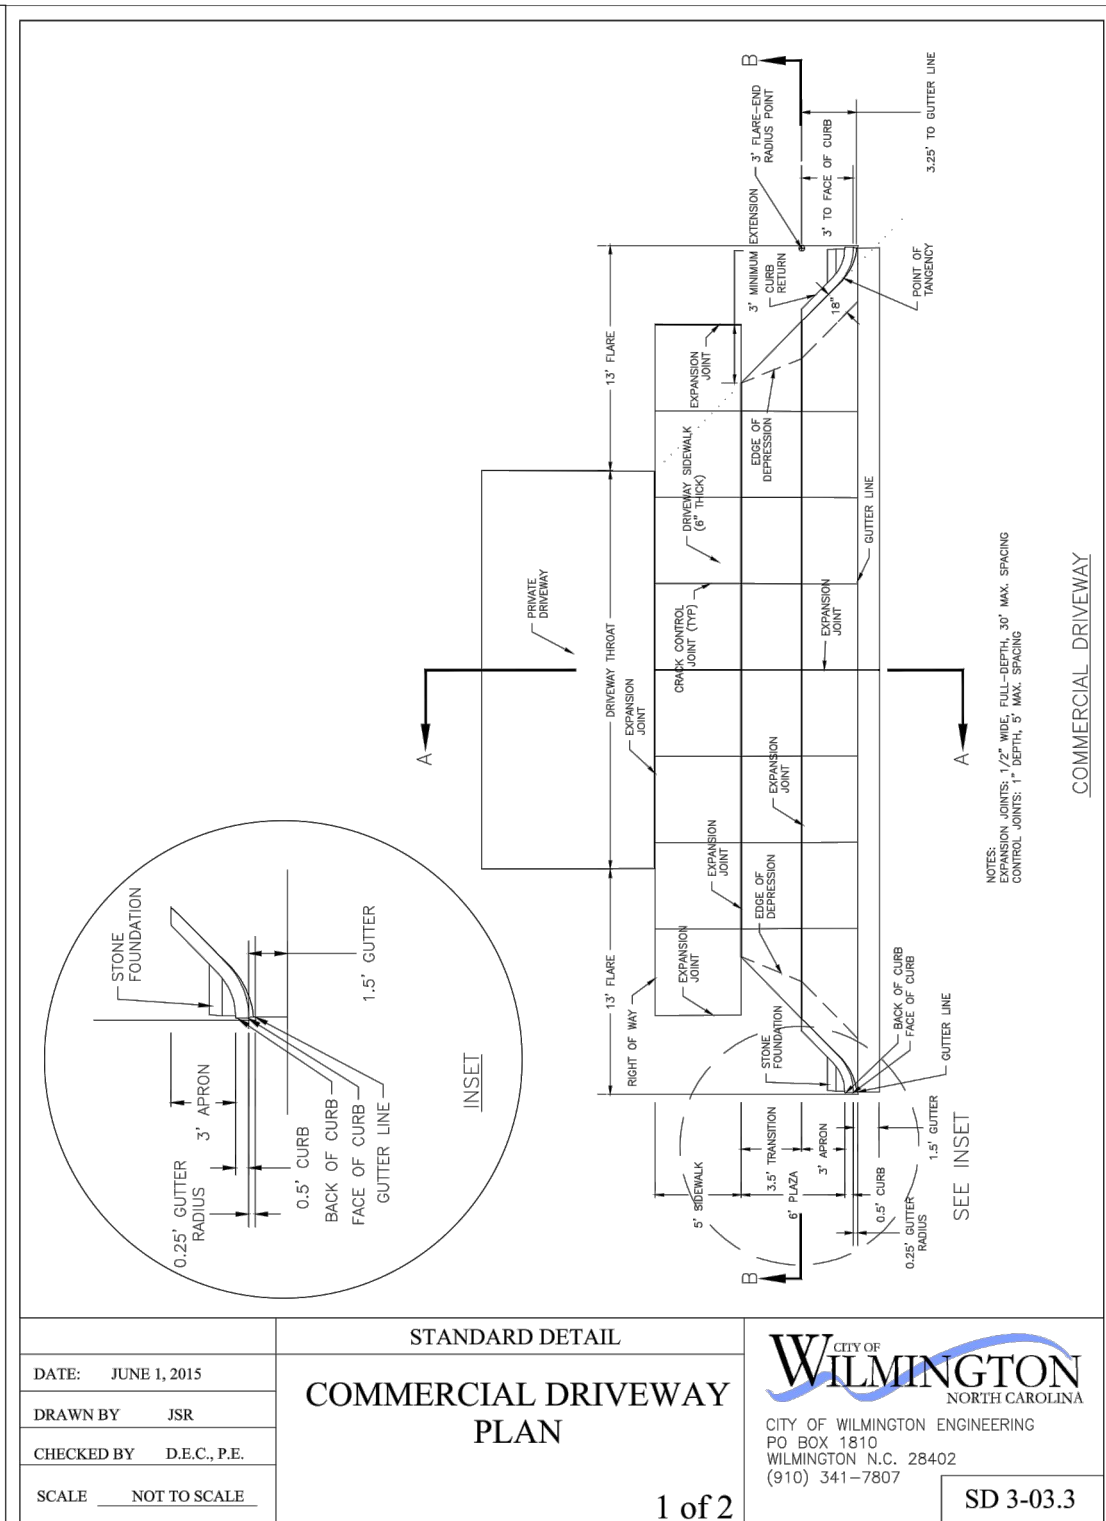 B
3' FLARE-END
RADIUS POINT
3.25' TO GUTTER LINE
3' TO FACE OF CURB
3' MINIMUM EXTENSION
CURB
RETURN
18"
POINT OF
TANGENCY
13' FLARE
EXPANSION
JOINT
EDGE OF
DEPRESSION
DRIVEWAY SIDEWALK
(6" THICK)
GUTTER LINE
PRIVATE
DRIVEWAY
DRIVEWAY THROAT
CRACK CONTROL
JOINT (TYP)
EXPANSION
JOINT
EXPANSION
JOINT
A
A
EXPANSION
JOINT
EXPANSION
JOINT
EDGE OF
DEPRESSION
13' FLARE
EXPANSION
JOINT
RIGHT OF WAY
STONE
FOUNDATION
BACK OF CURB
FACE OF CURB
GUTTER LINE
5' SIDEWALK
3.5' TRANSITION
6' PLAZA
3' APRON
0.5' CURB
1.5' GUTTER
0.25' GUTTER
RADIUS
SEE INSET
B
NOTES:
EXPANSION JOINTS: 1/2" WIDE, FULL-DEPTH, 30' MAX. SPACING
CONTROL JOINTS: 1" DEPTH, 5' MAX. SPACING
COMMERCIAL DRIVEWAY
STONE
FOUNDATION
1.5' GUTTER
3' APRON
0.25' GUTTER
RADIUS
0.5' CURB
BACK OF CURB
FACE OF CURB
GUTTER LINE
INSET
STANDARD DETAIL
COMMERCIAL DRIVEWAY
PLAN
1 of 2
DATE: JUNE 1, 2015
DRAWN BY JSR
CHECKED BY D.E.C., P.E.
SCALE NOT TO SCALE
CITY OF
WILMINGTON
NORTH CAROLINA
CITY OF WILMINGTON ENGINEERING
PO BOX 1810
WILMINGTON N.C. 28402
(910) 341-7807
SD 3-03.3